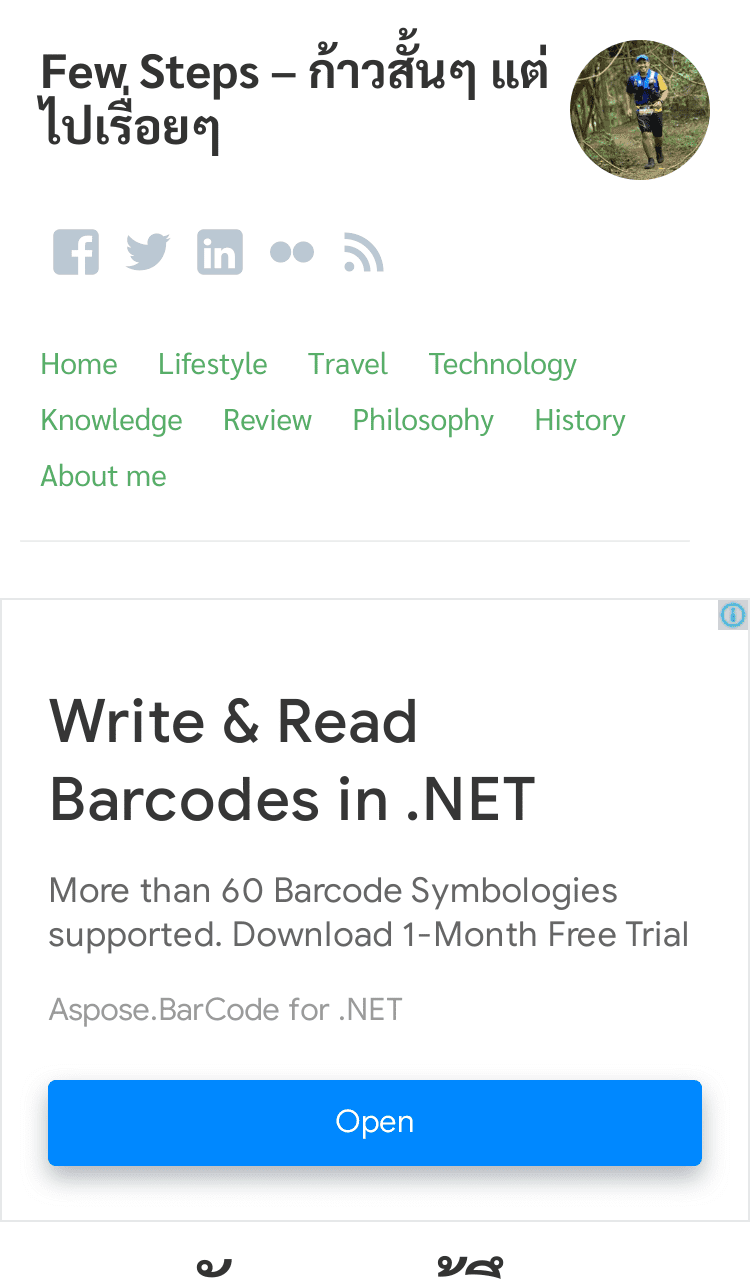 Few Steps – ก้าวสั้นๆ แต่
ไปเรื่อยๆ
Home Lifestyle Travel Technology
Knowledge Review Philosophy History
About me
Write & Read
Barcodes in .NET
More than 60 Barcode Symbologies
supported. Download 1-Month Free Trial
Aspose.BarCode for .NET
Open